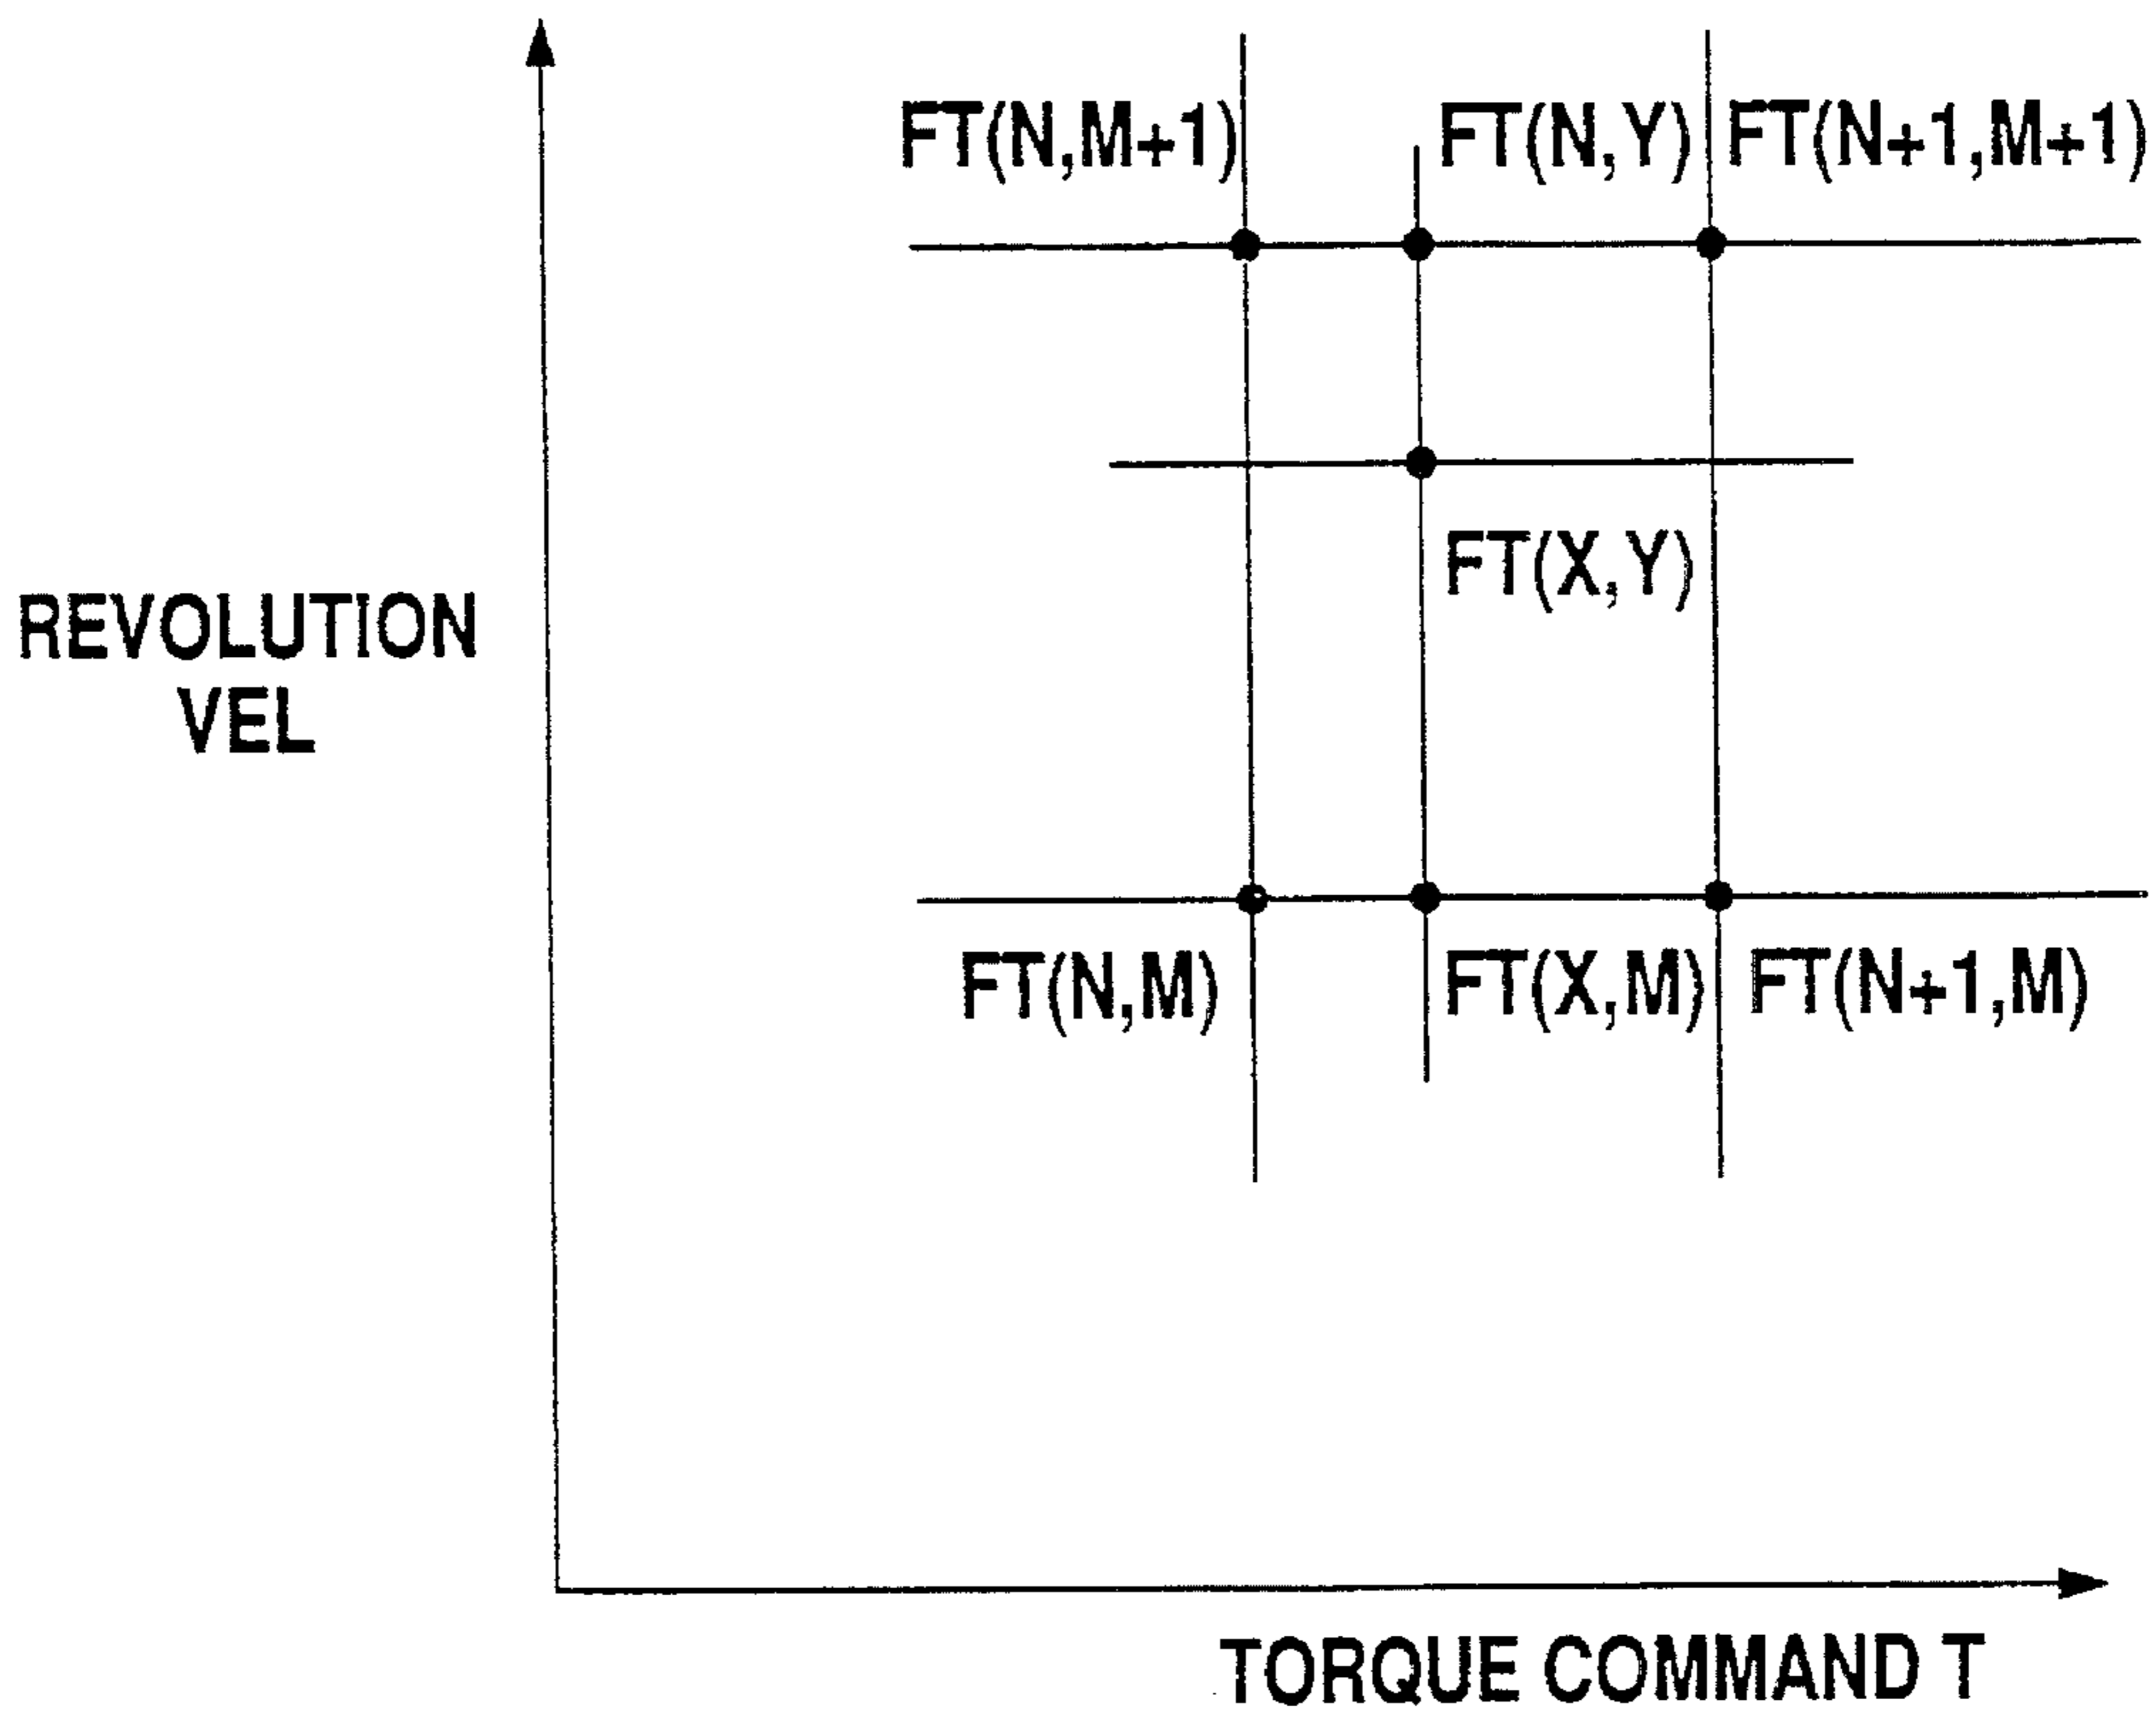 FT(N,M+1) FT(N,Y) FT(N+1,M+1)
FT(X,Y)
REVOLUTION
VEL
FT(N,M) FT(X,M) FT(N+1,M)
TORQUE COMMAND T